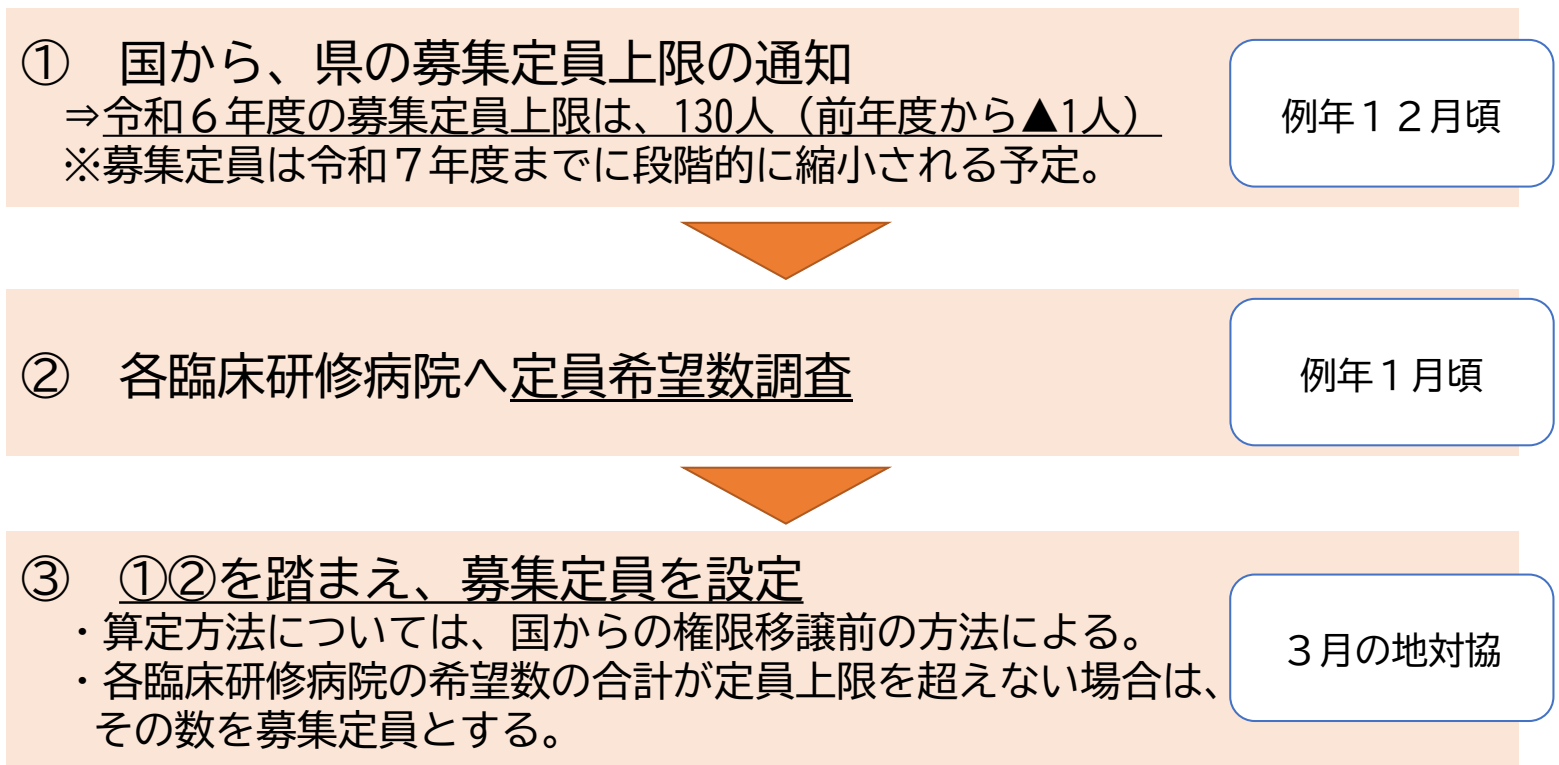 ① 国から、県の募集定員上限の通知
⇒令和６年度の募集定員上限は、130人（前年度から▲1人）
※募集定員は令和７年度までに段階的に縮小される予定。
例年１２月頃
② 各臨床研修病院へ定員希望数調査
例年１月頃
③ ①②を踏まえ、募集定員を設定
・算定方法については、国からの権限移譲前の方法による。
・各臨床研修病院の希望数の合計が定員上限を超えない場合は、
その数を募集定員とする。
３月の地対協